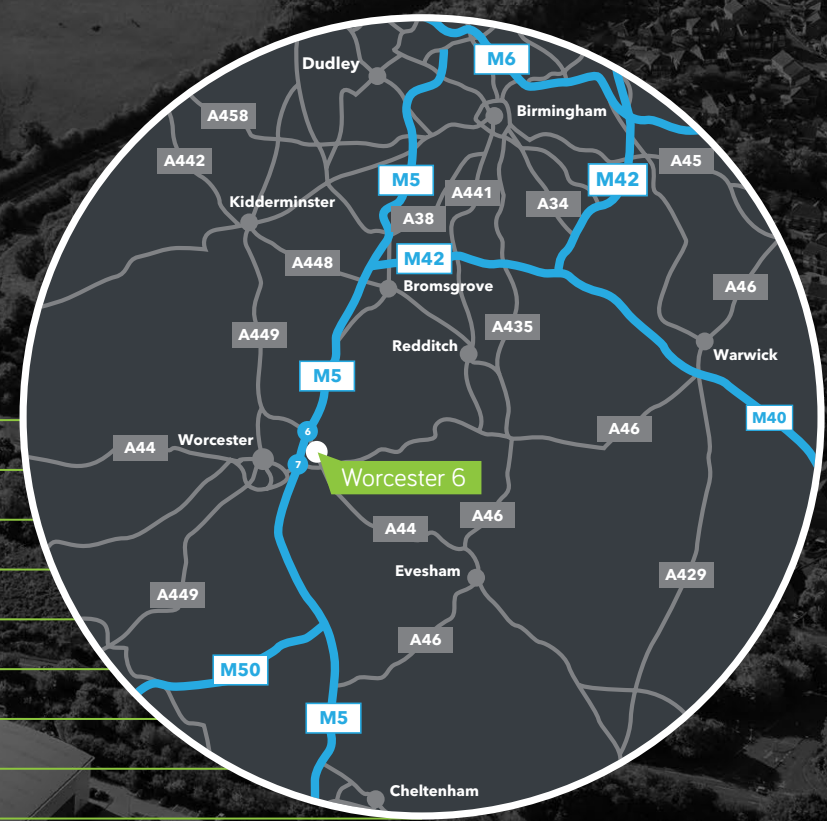 M6
Dudley
Birmingham
A458
A442
A45
M5
M42
A441
Kidderminster
A34
A38
M42
A448
Bromsgrove
A46
A449
A435
Redditch
Warwick
M5
M40
6
A46
Worcester
A44
7
Worcester 6
A46
A44
Evesham
A429
A449
A46
M50
M5
Cheltenham